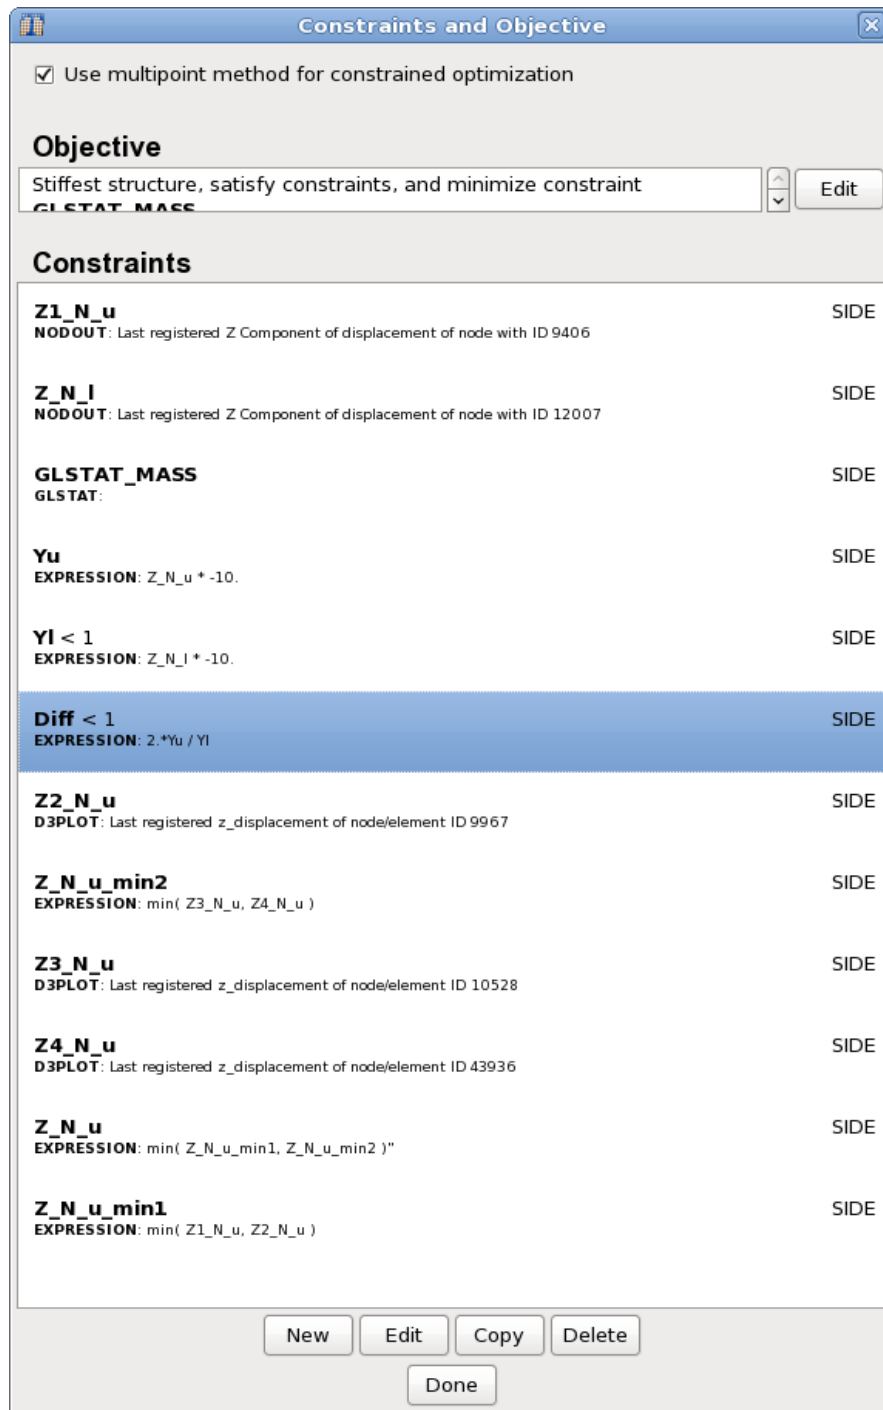 Constraints and Objective
Use multipoint method for constrained optimization
Objective
Stiffest structure, satisfy constraints, and minimize constraint
GLSTAT_MASS
Edit
Constraints
Z1_N_u SIDE
NODOUT: Last registered Z Component of displacement of node with ID 9406
Z_N_l SIDE
NODOUT: Last registered Z Component of displacement of node with ID 12007
GLSTAT_MASS SIDE
GLSTAT:
Yu SIDE
EXPRESSION: Z_N_u * -10.
Yl < 1 SIDE
EXPRESSION: Z_N_l * -10.
Diff < 1 SIDE
EXPRESSION: 2.*Yu / Yl
Z2_N_u SIDE
D3PLOT: Last registered z_displacement of node/element ID 9967
Z_N_u_min2 SIDE
EXPRESSION: min( Z3_N_u, Z4_N_u )
Z3_N_u SIDE
D3PLOT: Last registered z_displacement of node/element ID 10528
Z4_N_u SIDE
D3PLOT: Last registered z_displacement of node/element ID 43936
Z_N_u SIDE
EXPRESSION: min( Z_N_u_min1, Z_N_u_min2 )"
Z_N_u_min1 SIDE
EXPRESSION: min( Z1_N_u, Z2_N_u )
New Edit Copy Delete
Done